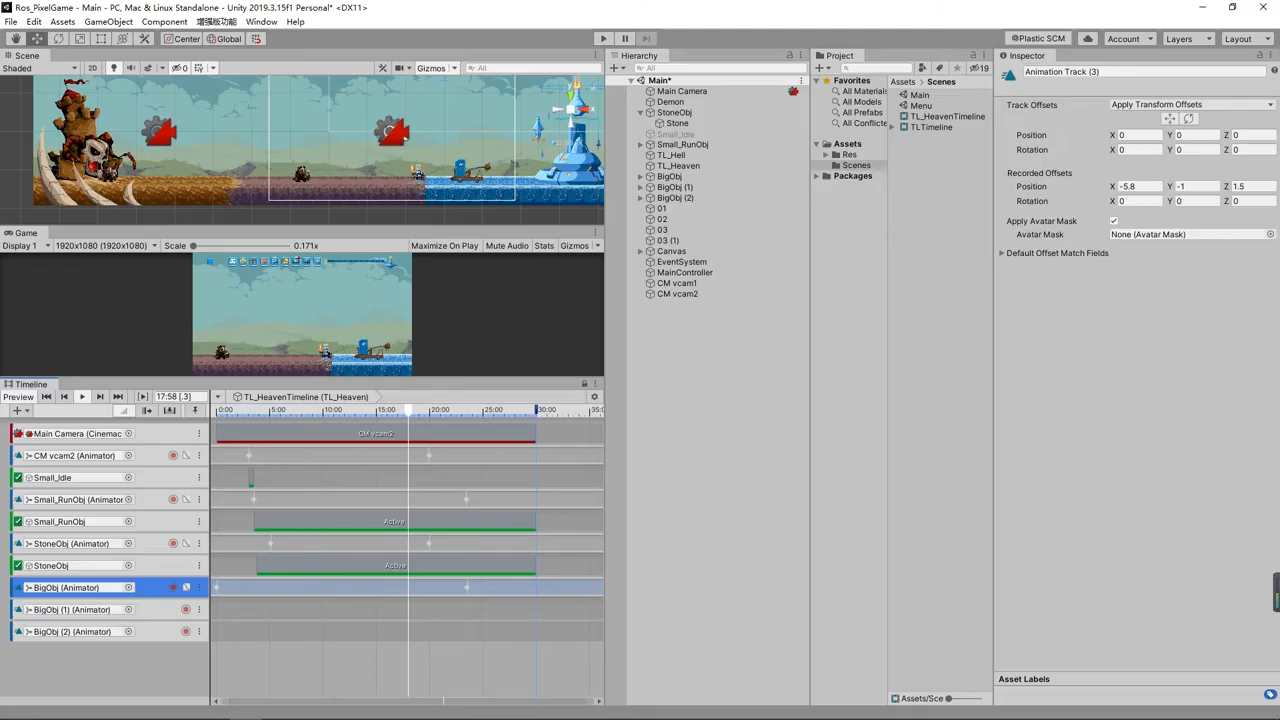 Ros_PixelGame - Main - PC, Mac & Linux Standalone - Unity 2019.3.15f1 Personal* <DX11>
File Edit Assets GameObject Component 增强版功能 Window Help
Center Global Plastic SCM Account Layers Layout
Scene
Shaded 2D 0 Gizmos All
Game
Display 1 1920x1080 (1920x1080) Scale 0.171x Maximize On Play Mute Audio Stats Gizmos
Timeline
Preview 17:58 [,3] TL_HeavenTimeline (TL_Heaven)
0:00 5:00 10:00 15:00 20:00 25:00 30:00 35:0
Main Camera (Cinemac CM vcam2
CM vcam2 (Animator)
Small_Idle
Small_RunObj (Animator
Small_RunObj Active
StoneObj (Animator)
StoneObj Active
BigObj (Animator)
BigObj (1) (Animator)
BigObj (2) (Animator)
Hierarchy
All
Main*
Main Camera
Demon
StoneObj
Stone
Small_Idle
Small_RunObj
TL_Hell
TL_Heaven
BigObj
BigObj (1)
BigObj (2)
01
02
03
03 (1)
Canvas
EventSystem
MainController
CM vcam1
CM vcam2
Project
19
Favorites
All Materials
All Models
All Prefabs
All Conflicte
Assets
Res
Scenes
Packages
Assets Scenes
Main
Menu
TL_HeavenTimeline
TLTimeline
Assets/Sce
Inspector
Animation Track (3)
Track Offsets Apply Transform Offsets
Position X 0 Y 0 Z 0
Rotation X 0 Y 0 Z 0
Recorded Offsets
Position X -5.8 Y -1 Z 1.5
Rotation X 0 Y 0 Z 0
Apply Avatar Mask
Avatar Mask None (Avatar Mask)
Default Offset Match Fields
Asset Labels